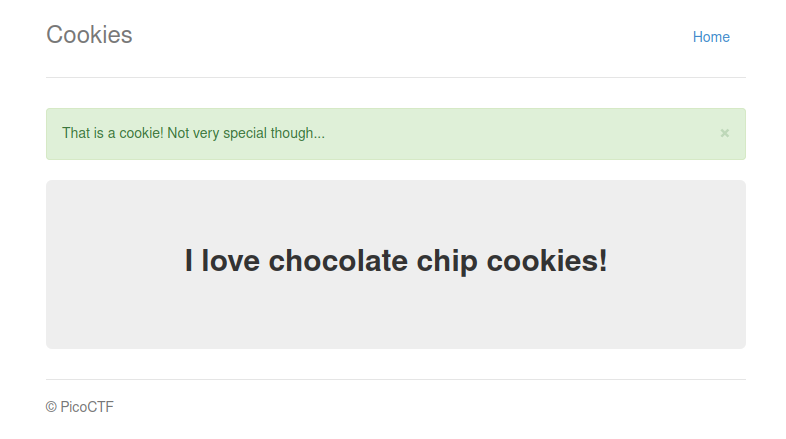 Cookies
Home
That is a cookie! Not very special though...
×
I love chocolate chip cookies!
© PicoCTF